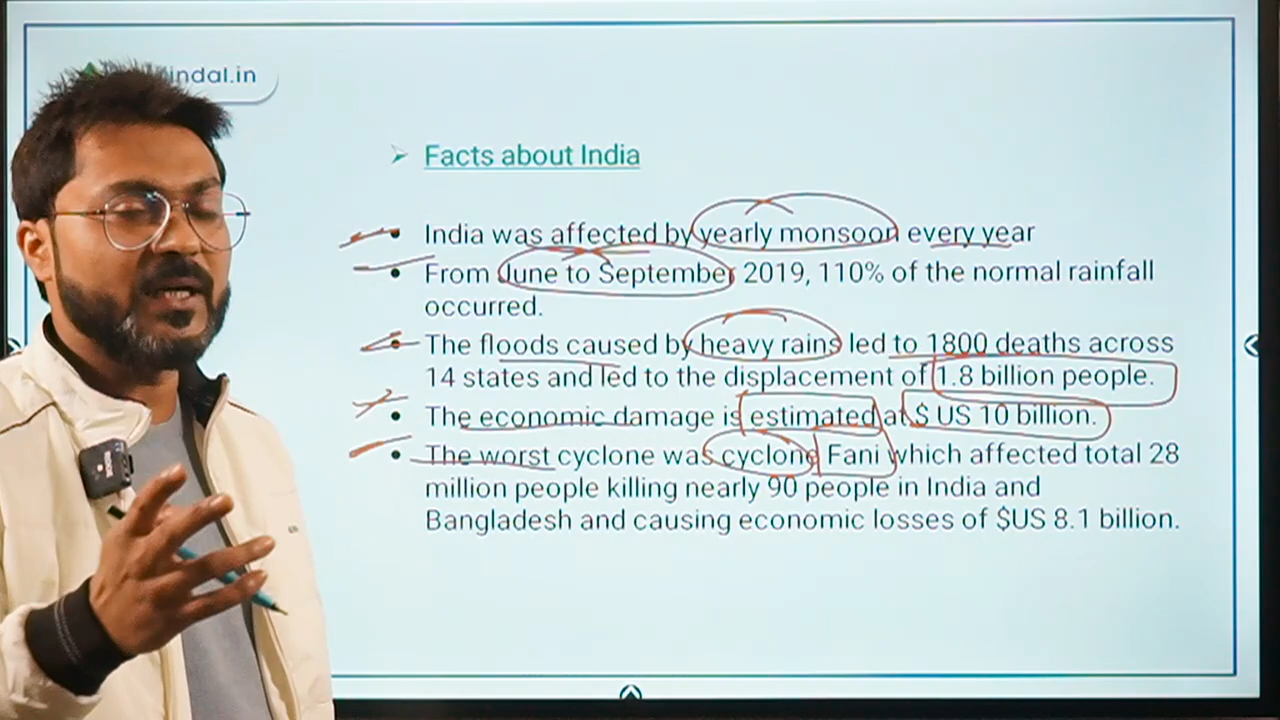 indal.in
Facts about India
India was affected by yearly monsoon every year
From June to September 2019, 110% of the normal rainfall
occurred.
The floods caused by heavy rains led to 1800 deaths across
14 states and led to the displacement of 1.8 billion people.
The economic damage is estimated at $ US 10 billion.
The worst cyclone was cyclone Fani which affected total 28
million people killing nearly 90 people in India and
Bangladesh and causing economic losses of $US 8.1 billion.